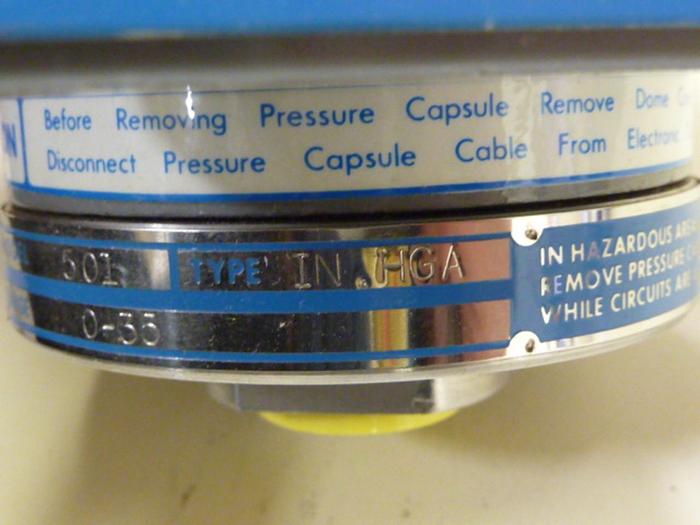 Before Removing Pressure Capsule Remove Dome
Disconnect Pressure Capsule Cable From Electronic
501 TYPE IN.HGA
0-35
IN HAZARDOUS
REMOVE PRESSURE
WHILE CIRCUITS ARE